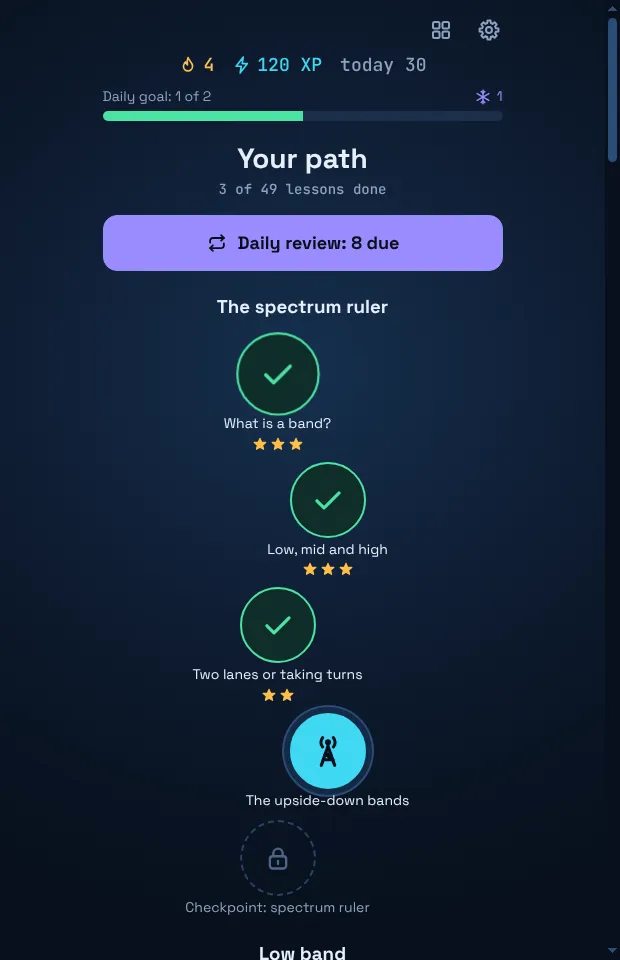 4 120 XP today 30
Daily goal: 1 of 2 1
Your path
3 of 49 lessons done
Daily review: 8 due
The spectrum ruler
What is a band?
Low, mid and high
Two lanes or taking turns
The upside-down bands
Checkpoint: spectrum ruler
Low band